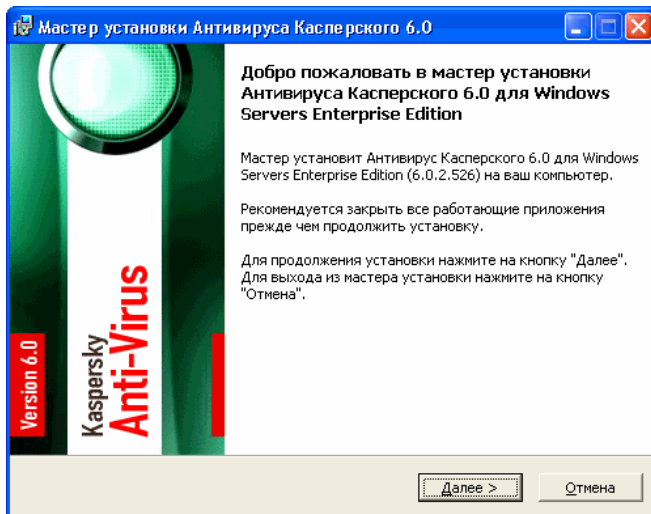 Мастер установки Антивируса Касперского 6.0
Добро пожаловать в мастер установки
Антивируса Касперского 6.0 для Windows
Servers Enterprise Edition
Мастер установит Антивирус Касперского 6.0 для Windows
Servers Enterprise Edition (6.0.2.526) на ваш компьютер.
Рекомендуется закрыть все работающие приложения
прежде чем продолжить установку.
Для продолжения установки нажмите на кнопку "Далее".
Для выхода из мастера установки нажмите на кнопку
"Отмена".
Version 6.0
Kaspersky
Anti-Virus
Далее >
Отмена